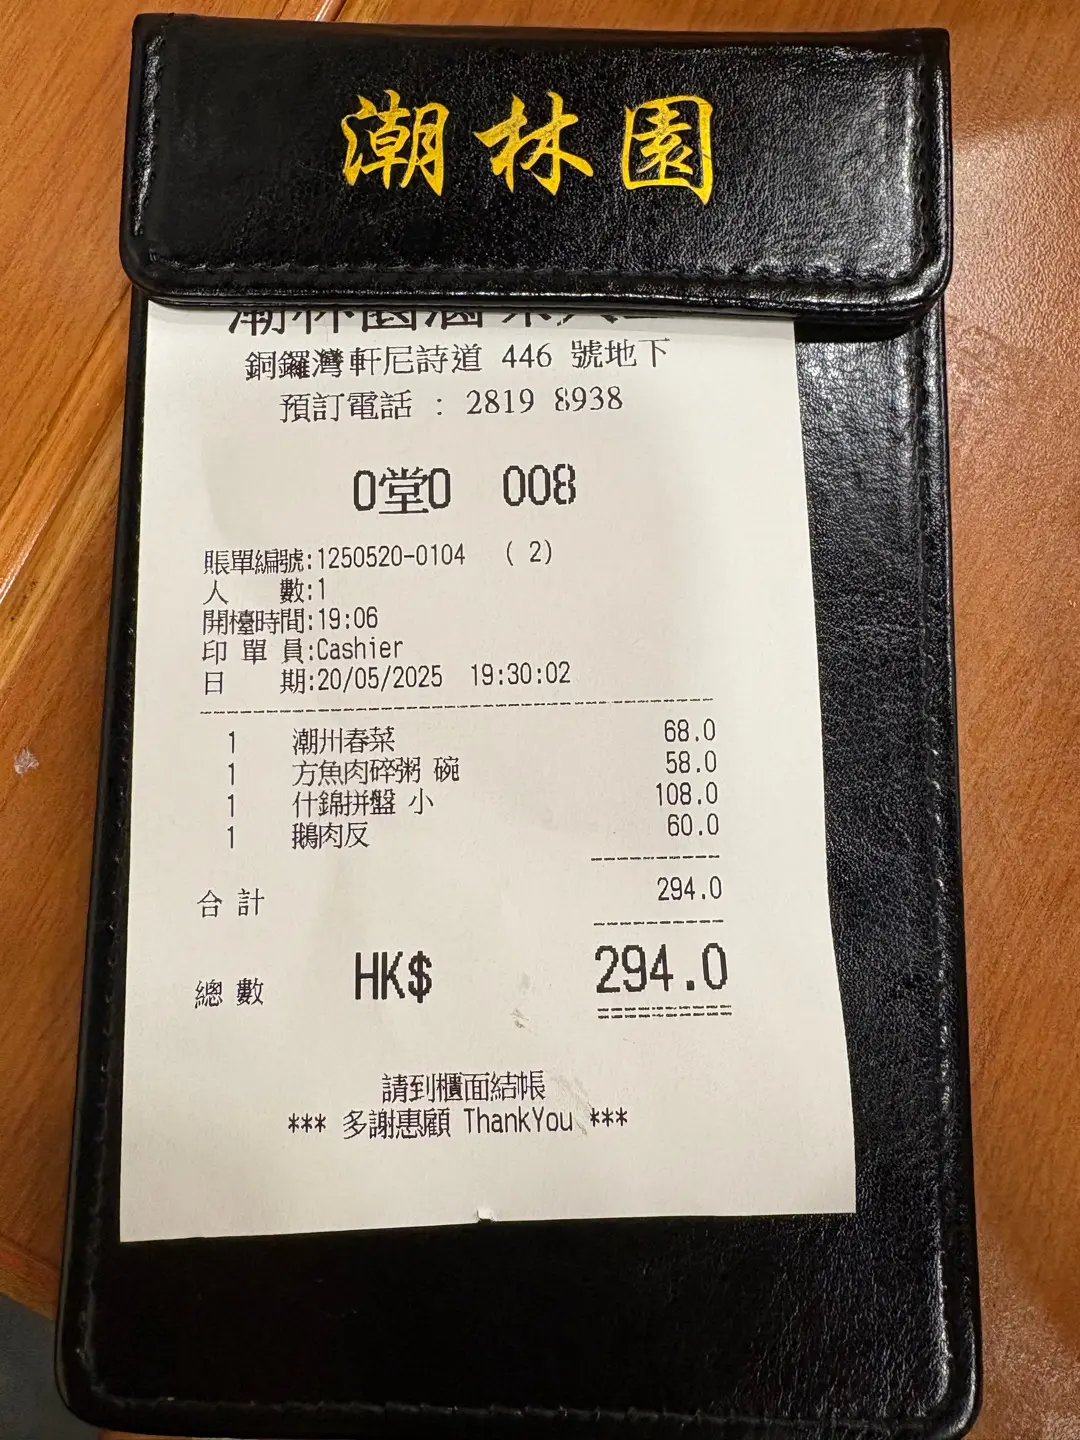 潮林園
潮林園
銅鑼灣軒尼詩道 446 號地下
預訂電話 : 2819 8938
0堂0 008
賬單編號:1250520-0104 ( 2)
人 數:1
開檯時間:19:06
印 單 員:Cashier
日 期:20/05/2025 19:30:02
1 潮州春菜 68.0
1 方魚肉碎粥 碗 58.0
1 什錦拼盤 小 108.0
1 鵝肉反 60.0
合 計 294.0
總 數 HK$ 294.0
請到櫃面結帳
*** 多謝惠顧 ThankYou ***